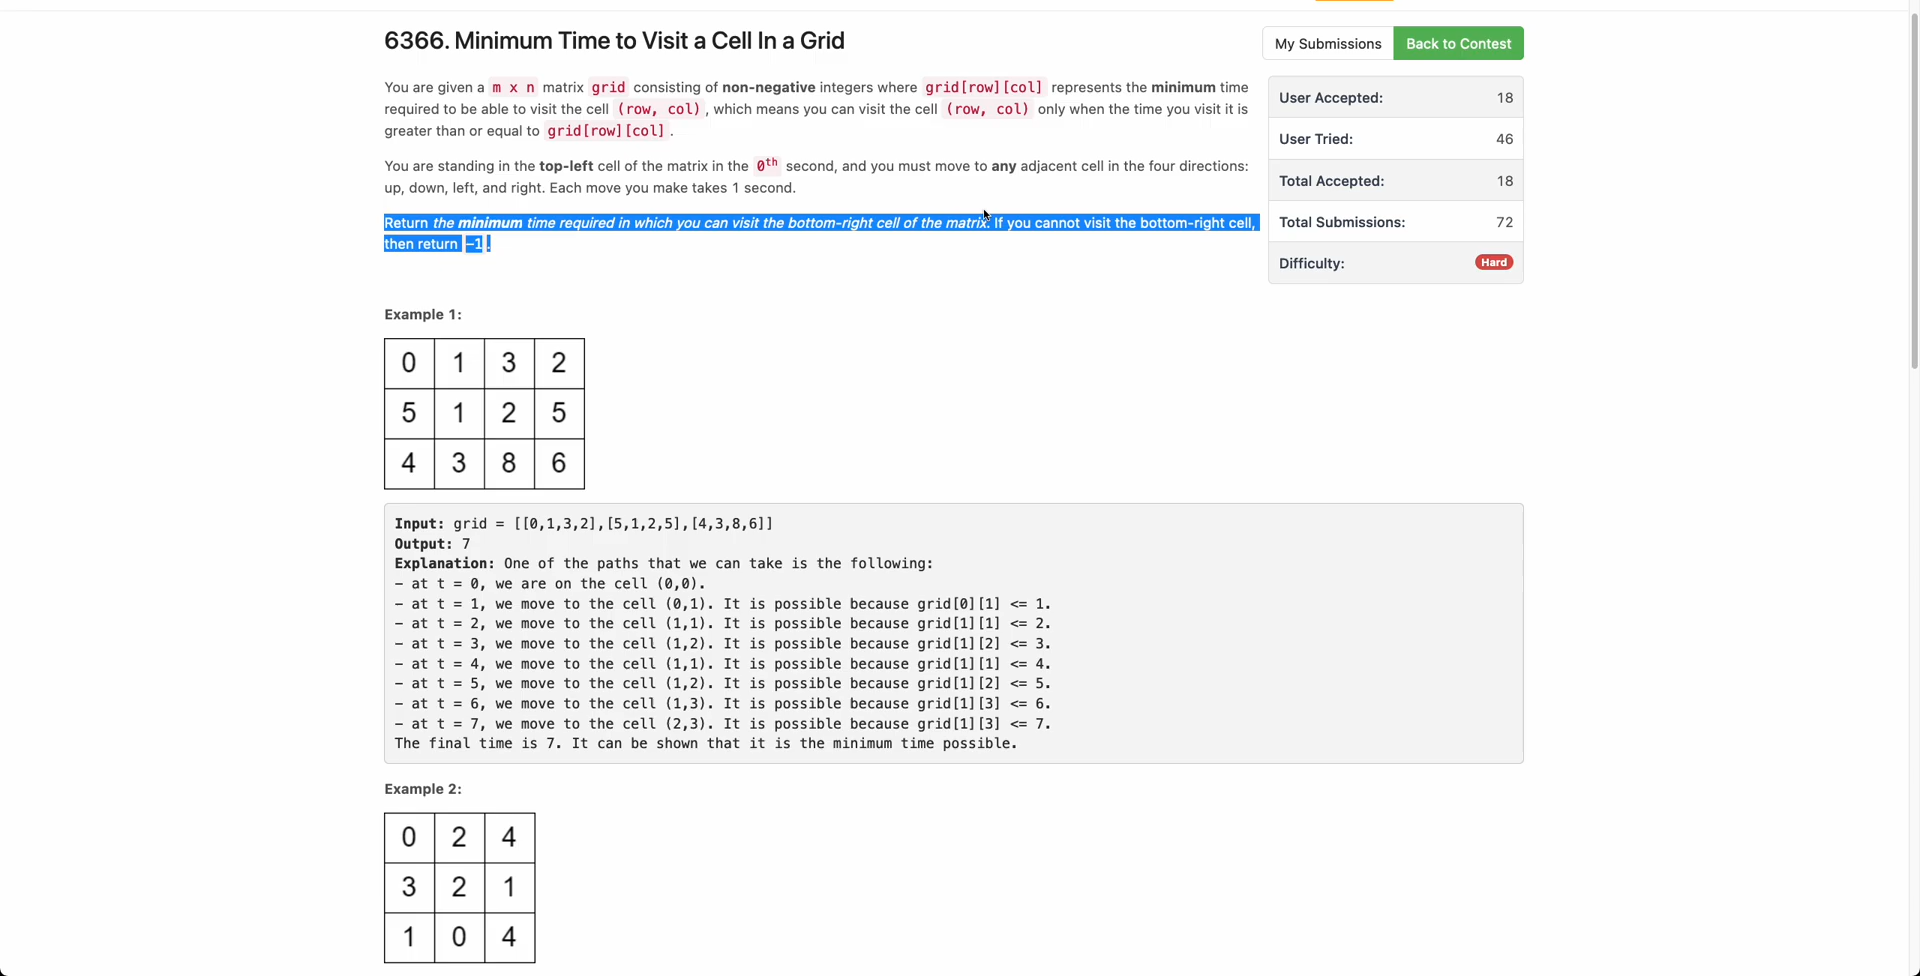 6366. Minimum Time to Visit a Cell In a Grid
My Submissions
Back to Contest
You are given a m x n matrix grid consisting of non-negative integers where grid[row][col] represents the minimum time
required to be able to visit the cell (row, col), which means you can visit the cell (row, col) only when the time you visit it is
greater than or equal to grid[row][col].
You are standing in the top-left cell of the matrix in the 0th second, and you must move to any adjacent cell in the four directions:
up, down, left, and right. Each move you make takes 1 second.
Return the minimum time required in which you can visit the bottom-right cell of the matrix. If you cannot visit the bottom-right cell,
then return -1.
User Accepted: 18
User Tried: 46
Total Accepted: 18
Total Submissions: 72
Difficulty: Hard
Example 1:
0 1 3 2
5 1 2 5
4 3 8 6
Input: grid = [[0,1,3,2],[5,1,2,5],[4,3,8,6]]
Output: 7
Explanation: One of the paths that we can take is the following:
- at t = 0, we are on the cell (0,0).
- at t = 1, we move to the cell (0,1). It is possible because grid[0][1] <= 1.
- at t = 2, we move to the cell (1,1). It is possible because grid[1][1] <= 2.
- at t = 3, we move to the cell (1,2). It is possible because grid[1][2] <= 3.
- at t = 4, we move to the cell (1,1). It is possible because grid[1][1] <= 4.
- at t = 5, we move to the cell (1,2). It is possible because grid[1][2] <= 5.
- at t = 6, we move to the cell (1,3). It is possible because grid[1][3] <= 6.
- at t = 7, we move to the cell (2,3). It is possible because grid[1][3] <= 7.
The final time is 7. It can be shown that it is the minimum time possible.
Example 2:
0 2 4
3 2 1
1 0 4